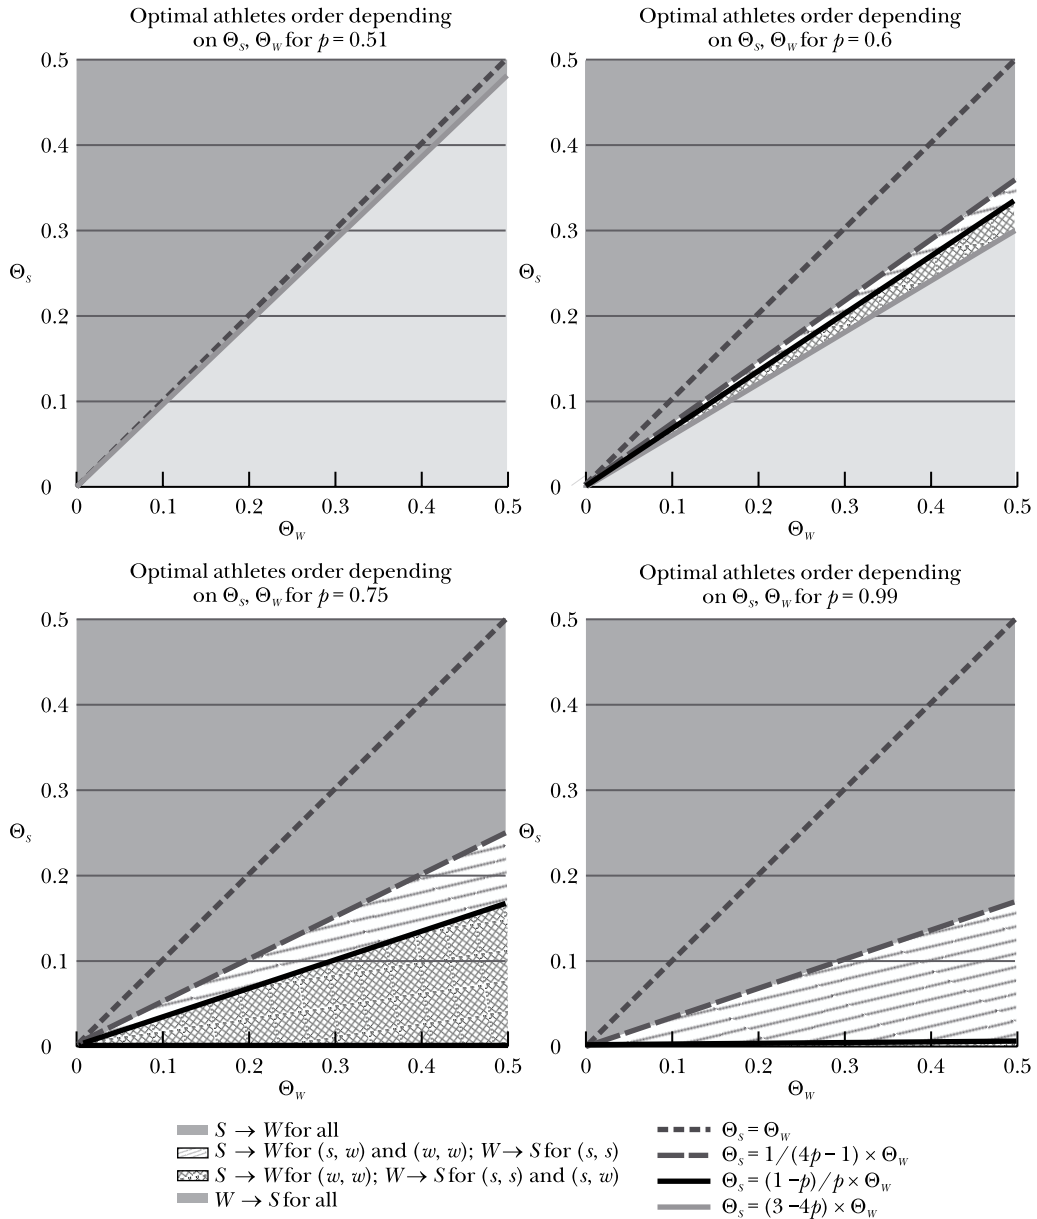 Optimal athletes order depending
on Θs, Θw for p = 0.51
0.5
0.4
0.3
Θs
0.2
0.1
0
0 0.1 0.2 0.3 0.4 0.5
Θw
Optimal athletes order depending
on Θs, Θw for p = 0.6
0.5
0.4
0.3
Θs
0.2
0.1
0
0 0.1 0.2 0.3 0.4 0.5
Θw
Optimal athletes order depending
on Θs, Θw for p = 0.75
0.5
0.4
0.3
Θs
0.2
0.1
0
0 0.1 0.2 0.3 0.4 0.5
Θw
Optimal athletes order depending
on Θs, Θw for p = 0.99
0.5
0.4
0.3
Θs
0.2
0.1
0
0 0.1 0.2 0.3 0.4 0.5
Θw
S → W for all
S → W for (s, w) and (w, w); W → S for (s, s)
S → W for (w, w); W → S for (s, s) and (s, w)
W → S for all
Θs = Θw
Θs = 1/(4p − 1) × Θw
Θs = (1 − p)/p × Θw
Θs = (3 − 4p) × Θw